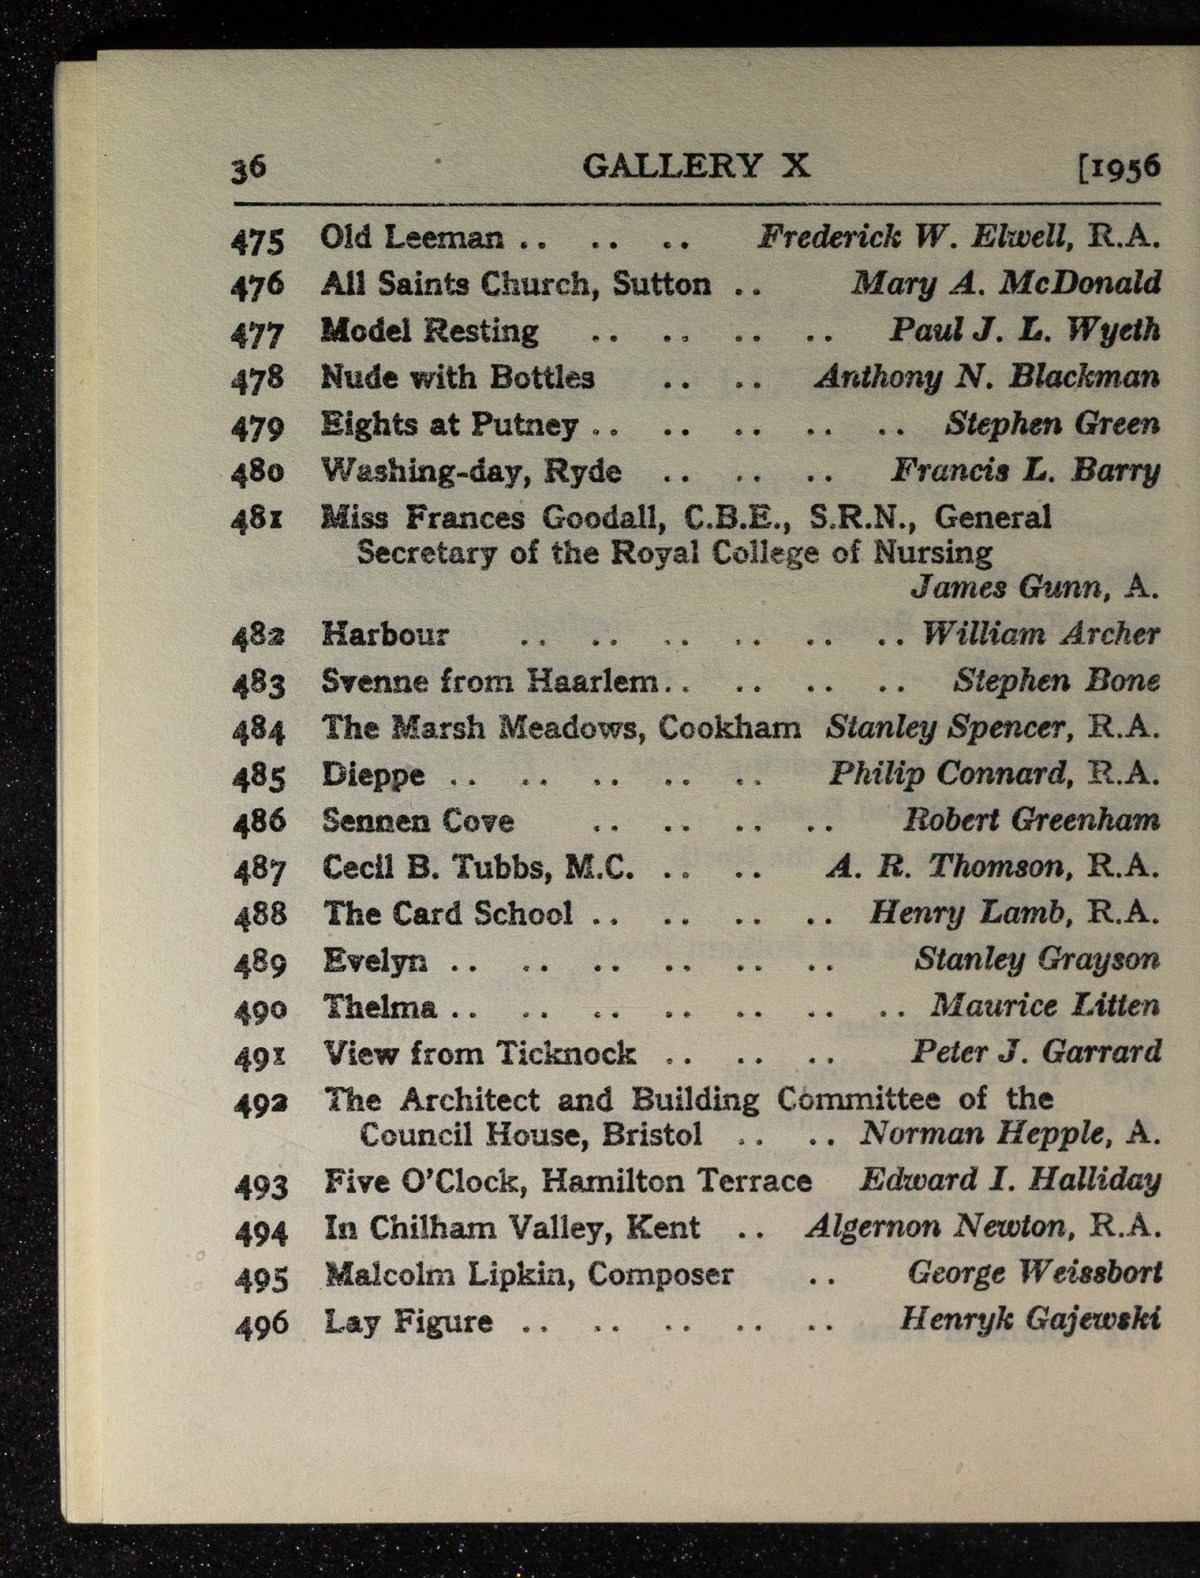 36 GALLERY X [1956
475 Old Leeman .. .. .. Frederick W. Elwell, R.A.
476 All Saints Church, Sutton .. Mary A. McDonald
477 Model Resting .. .. .. .. Paul J. L. Wyeth
478 Nude with Bottles .. .. Anthony N. Blackman
479 Eights at Putney .. .. .. .. .. Stephen Green
480 Washing-day, Ryde .. .. .. Francis L. Barry
481 Miss Frances Goodall, C.B.E., S.R.N., General
Secretary of the Royal College of Nursing
James Gunn, A.
482 Harbour .. .. .. .. .. .. William Archer
483 Svenne from Haarlem .. .. .. .. Stephen Bone
484 The Marsh Meadows, Cookham Stanley Spencer, R.A.
485 Dieppe .. .. .. .. .. Philip Connard, R.A.
486 Sennen Cove .. .. .. .. Robert Greenham
487 Cecil B. Tubbs, M.C. .. .. A. R. Thomson, R.A.
488 The Card School .. .. .. .. Henry Lamb, R.A.
489 Evelyn .. .. .. .. .. .. Stanley Grayson
490 Thelma .. .. .. .. .. .. .. Maurice Litten
491 View from Ticknock .. .. .. Peter J. Garrard
492 The Architect and Building Committee of the
Council House, Bristol .. .. Norman Hepple, A.
493 Five O'Clock, Hamilton Terrace Edward I. Halliday
494 In Chilham Valley, Kent .. Algernon Newton, R.A.
495 Malcolm Lipkin, Composer .. George Weissbort
496 Lay Figure .. .. .. .. .. Henryk Gajewski